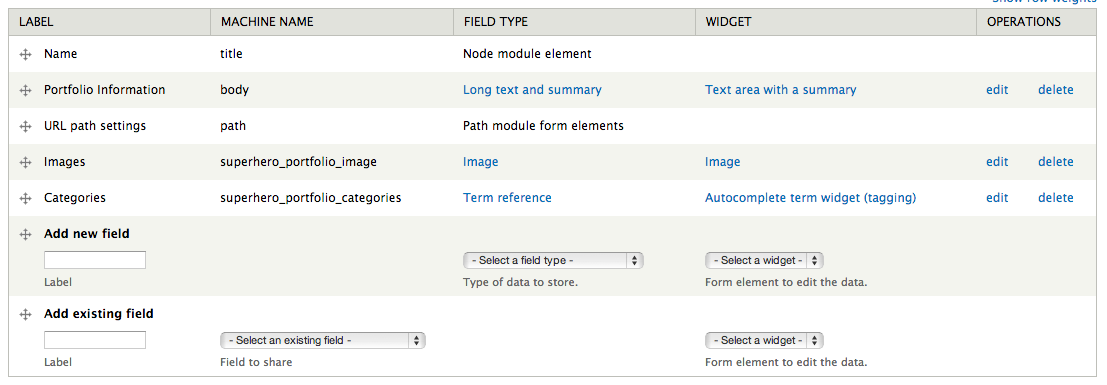 Show row weights
LABEL MACHINE NAME FIELD TYPE WIDGET OPERATIONS
Name title Node module element
Portfolio Information body Long text and summary Text area with a summary edit delete
URL path settings path Path module form elements
Images superhero_portfolio_image Image Image edit delete
Categories superhero_portfolio_categories Term reference Autocomplete term widget (tagging) edit delete
Add new field
- Select a field type - - Select a widget -
Label Type of data to store. Form element to edit the data.
Add existing field
- Select an existing field - - Select a widget -
Label Field to share Form element to edit the data.